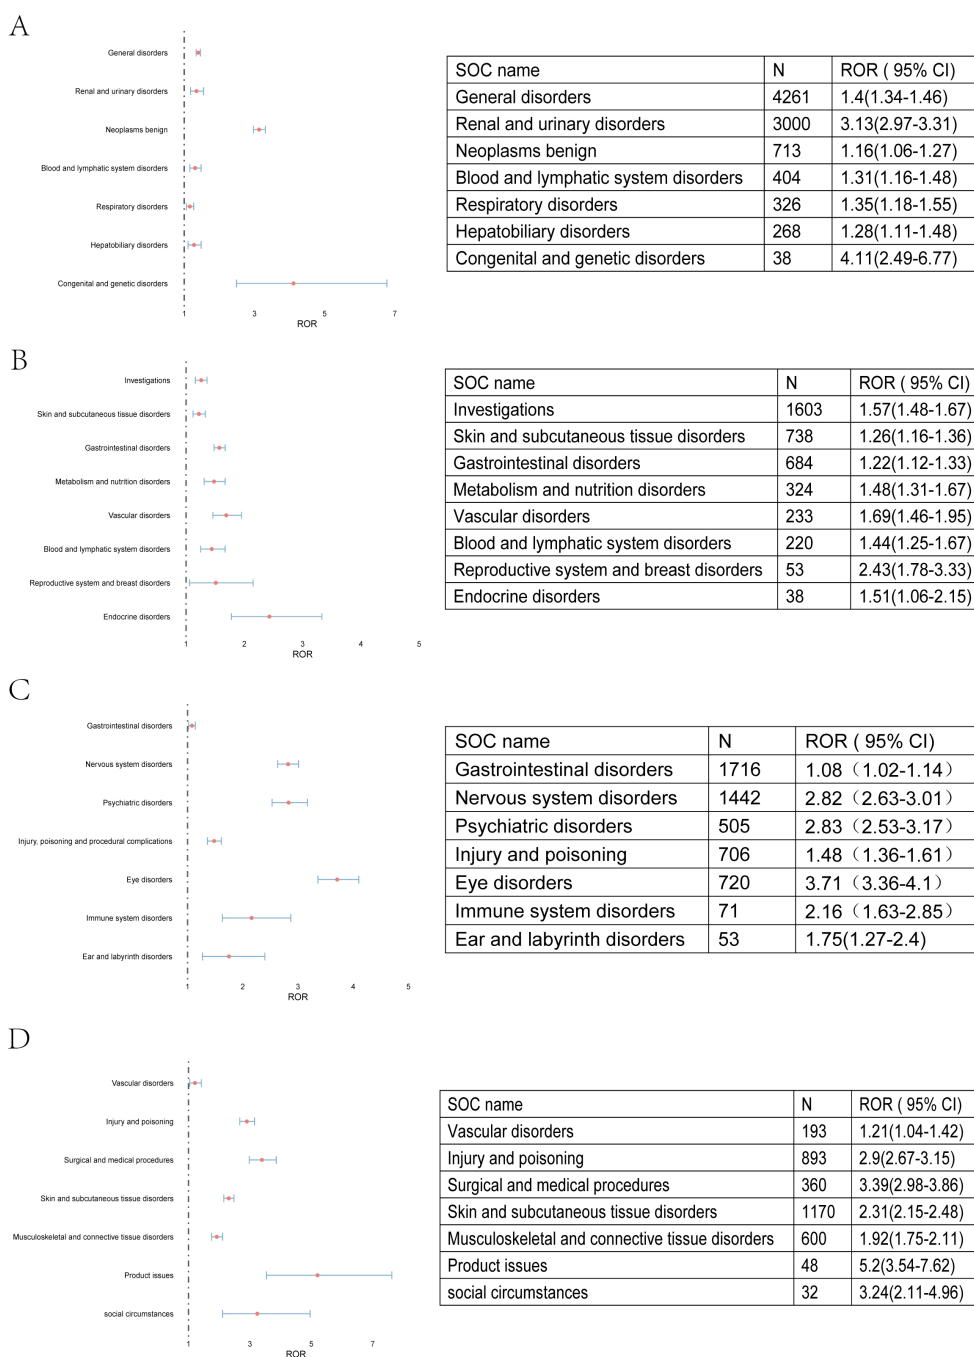 A
General disorders
Renal and urinary disorders
Neoplasms benign
Blood and lymphatic system disorders
Respiratory disorders
Hepatobiliary disorders
Congenital and genetic disorders
1 3 5 7
ROR
SOC name N ROR ( 95% CI)
General disorders 4261 1.4(1.34-1.46)
Renal and urinary disorders 3000 3.13(2.97-3.31)
Neoplasms benign 713 1.16(1.06-1.27)
Blood and lymphatic system disorders 404 1.31(1.16-1.48)
Respiratory disorders 326 1.35(1.18-1.55)
Hepatobiliary disorders 268 1.28(1.11-1.48)
Congenital and genetic disorders 38 4.11(2.49-6.77)
B
Investigations
Skin and subcutaneous tissue disorders
Gastrointestinal disorders
Metabolism and nutrition disorders
Vascular disorders
Blood and lymphatic system disorders
Reproductive system and breast disorders
Endocrine disorders
1 2 3 4 5
ROR
SOC name N ROR ( 95% CI)
Investigations 1603 1.57(1.48-1.67)
Skin and subcutaneous tissue disorders 738 1.26(1.16-1.36)
Gastrointestinal disorders 684 1.22(1.12-1.33)
Metabolism and nutrition disorders 324 1.48(1.31-1.67)
Vascular disorders 233 1.69(1.46-1.95)
Blood and lymphatic system disorders 220 1.44(1.25-1.67)
Reproductive system and breast disorders 53 2.43(1.78-3.33)
Endocrine disorders 38 1.51(1.06-2.15)
C
Gastrointestinal disorders
Nervous system disorders
Psychiatric disorders
Injury, poisoning and procedural complications
Eye disorders
Immune system disorders
Ear and labyrinth disorders
1 2 3 4 5
ROR
SOC name N ROR ( 95% CI)
Gastrointestinal disorders 1716 1.08（1.02-1.14）
Nervous system disorders 1442 2.82（2.63-3.01）
Psychiatric disorders 505 2.83（2.53-3.17）
Injury and poisoning 706 1.48（1.36-1.61）
Eye disorders 720 3.71（3.36-4.1）
Immune system disorders 71 2.16（1.63-2.85）
Ear and labyrinth disorders 53 1.75(1.27-2.4)
D
Vascular disorders
Injury and poisoning
Surgical and medical procedures
Skin and subcutaneous tissue disorders
Musculoskeletal and connective tissue disorders
Product issues
social circumstances
1 3 5 7
ROR
SOC name N ROR ( 95% CI)
Vascular disorders 193 1.21(1.04-1.42)
Injury and poisoning 893 2.9(2.67-3.15)
Surgical and medical procedures 360 3.39(2.98-3.86)
Skin and subcutaneous tissue disorders 1170 2.31(2.15-2.48)
Musculoskeletal and connective tissue disorders 600 1.92(1.75-2.11)
Product issues 48 5.2(3.54-7.62)
social circumstances 32 3.24(2.11-4.96)